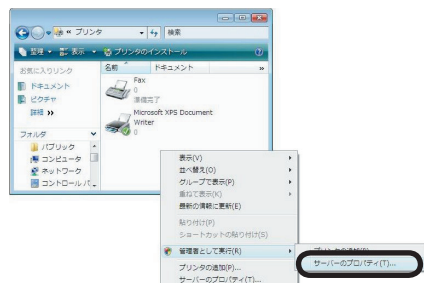 « プリンタ
検索
整理
表示
プリンタのインストール
お気に入りリンク
ドキュメント
ピクチャ
詳細 »
フォルダ
パブリック
コンピュータ
ネットワーク
コントロール パ
名前
ドキュメント
»
Fax
0
準備完了
Microsoft XPS Document
Writer
0
表示(V)
並べ替え(O)
グループで表示(P)
重ねて表示(K)
最新の情報に更新(E)
貼り付け(P)
ショートカットの貼り付け(S)
管理者として実行(R)
プリンタの追加(P)...
サーバーのプロパティ(T)...
プリンタの追加(P)...
サーバーのプロパティ(T)...